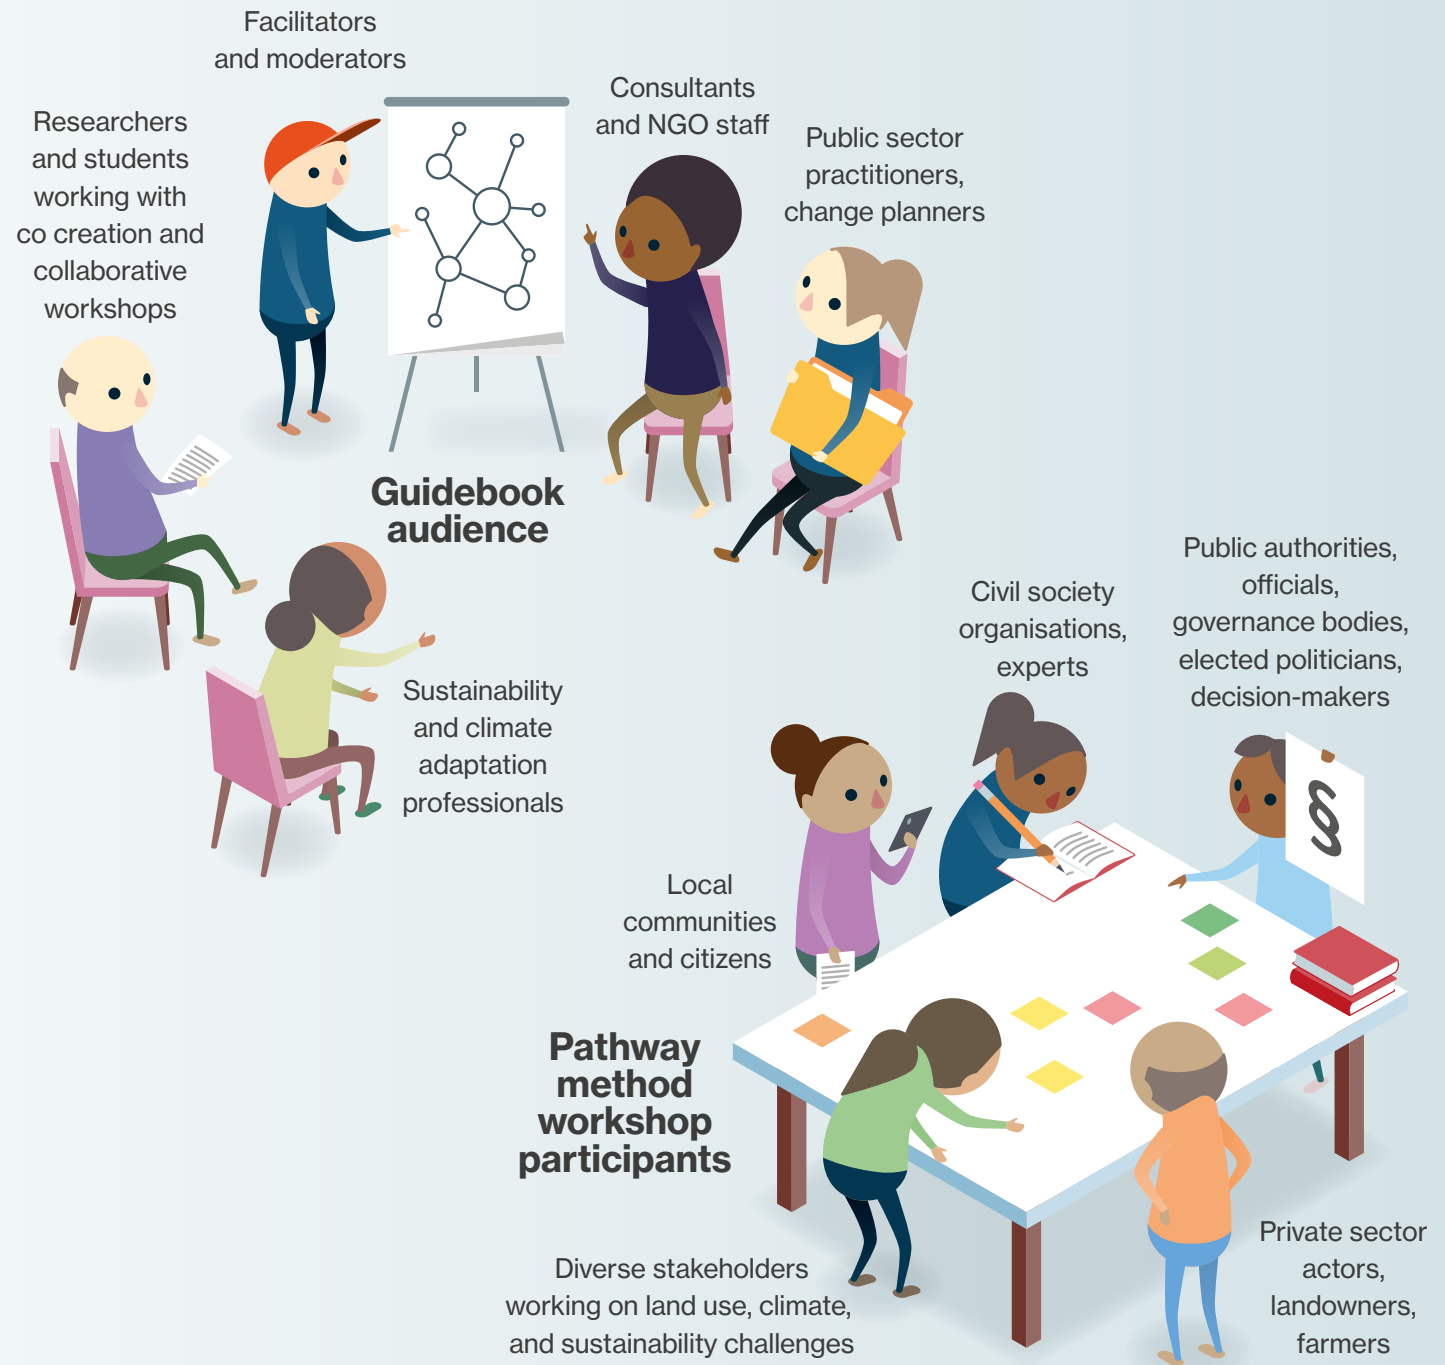 Facilitators
and moderators
Researchers
and students
working with
co creation and
collaborative
workshops
Consultants
and NGO staff
Public sector
practitioners,
change planners
Guidebook
audience
Sustainability
and climate
adaptation
professionals
Civil society
organisations,
experts
Public authorities,
officials,
governance bodies,
elected politicians,
decision-makers
§
Local
communities
and citizens
Pathway
method
workshop
participants
Diverse stakeholders
working on land use, climate,
and sustainability challenges
Private sector
actors,
landowners,
farmers